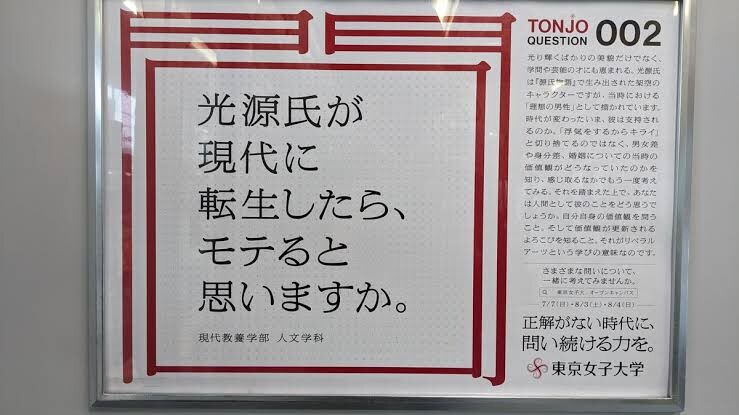 光源氏が
現代に
転生したら、
モテると
思いますか。
現代教養学部 人文学科
TONJO®
QUESTION 002
光り輝くばかりの美貌だけでなく、
学問や芸能の才にも恵まれる。光源氏
は『源氏物語』で生み出された架空の
キャラクターですが、当時における
「理想の男性」として描かれています。
時代が変わったいま、彼は支持され
るのか。「浮気をするからキライ」
と切り捨てるのではなく、男女差
や身分差、婚姻についての当時の
価値観がどうなっていたのかを
知り、感じ取るなかでもう一度考え
てみる。それを踏まえた上で、あなた
は人間として彼のことをどう思うで
しょうか。自分自身の価値観を問う
こと。そして価値観が更新される
よろこびを知ること。それがリベラル
アーツという学びの意味なのです。
さまざまな問いについて、
一緒に考えてみませんか。
東京女子大 オープンキャンパス
7/7(日)・8/3(土)・8/4(日)
正解がない時代に、
問い続ける力を。
東京女子大学